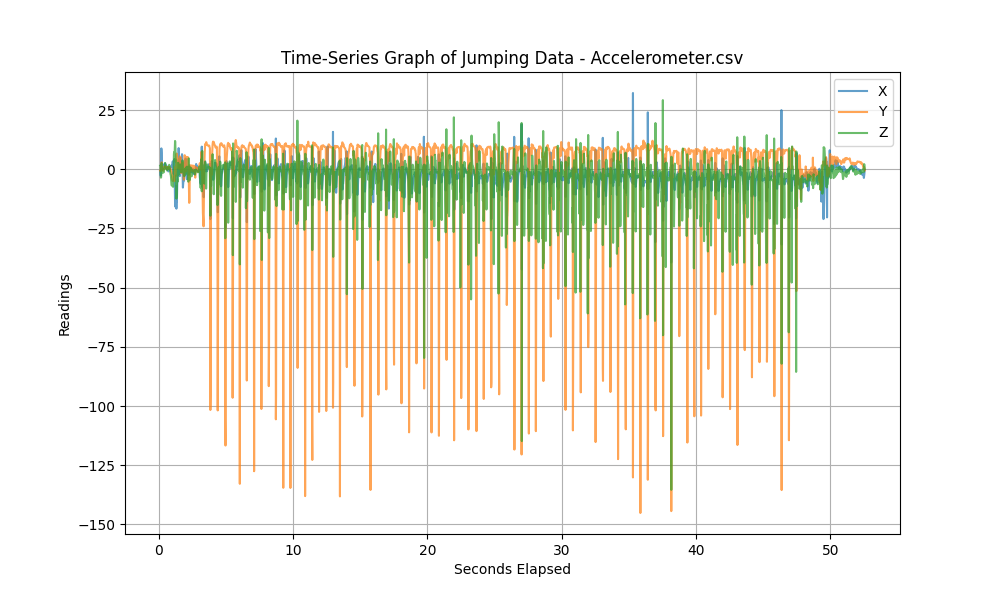 Time-Series Graph of Jumping Data - Accelerometer.csv
X
Y
Z
25
0
−25
−50
−75
−100
−125
−150
Readings
0 10 20 30 40 50
Seconds Elapsed